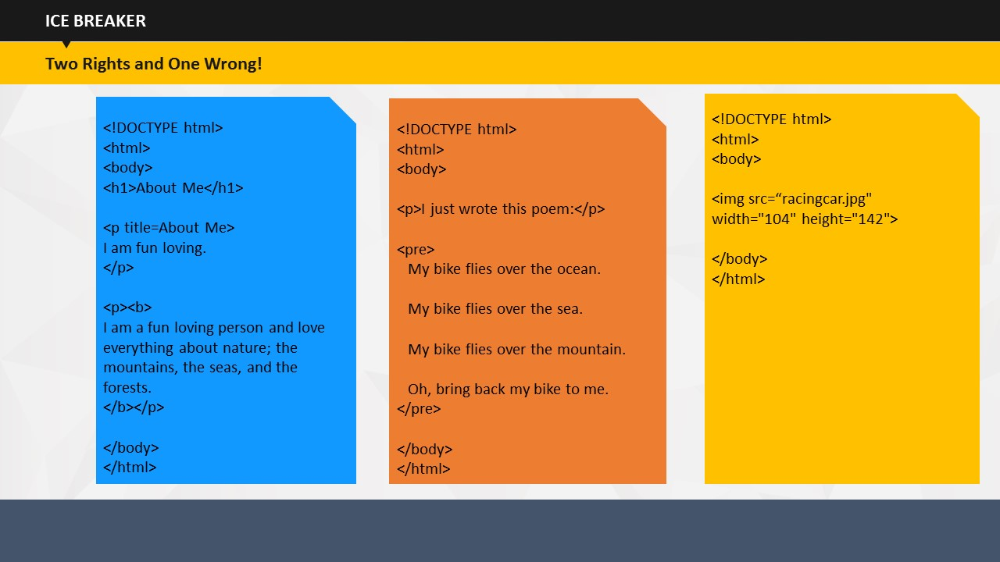 ICE BREAKER
Two Rights and One Wrong!
<!DOCTYPE html>
<html>
<body>
<h1>About Me</h1>
<p title=About Me>
I am fun loving.
</p>
<p><b>
I am a fun loving person and love
everything about nature; the
mountains, the seas, and the
forests.
</b></p>
</body>
</html>
<!DOCTYPE html>
<html>
<body>
<p>I just wrote this poem:</p>
<pre>
My bike flies over the ocean.
My bike flies over the sea.
My bike flies over the mountain.
Oh, bring back my bike to me.
</pre>
</body>
</html>
<!DOCTYPE html>
<html>
<body>
<img src=“racingcar.jpg"
width="104" height="142">
</body>
</html>